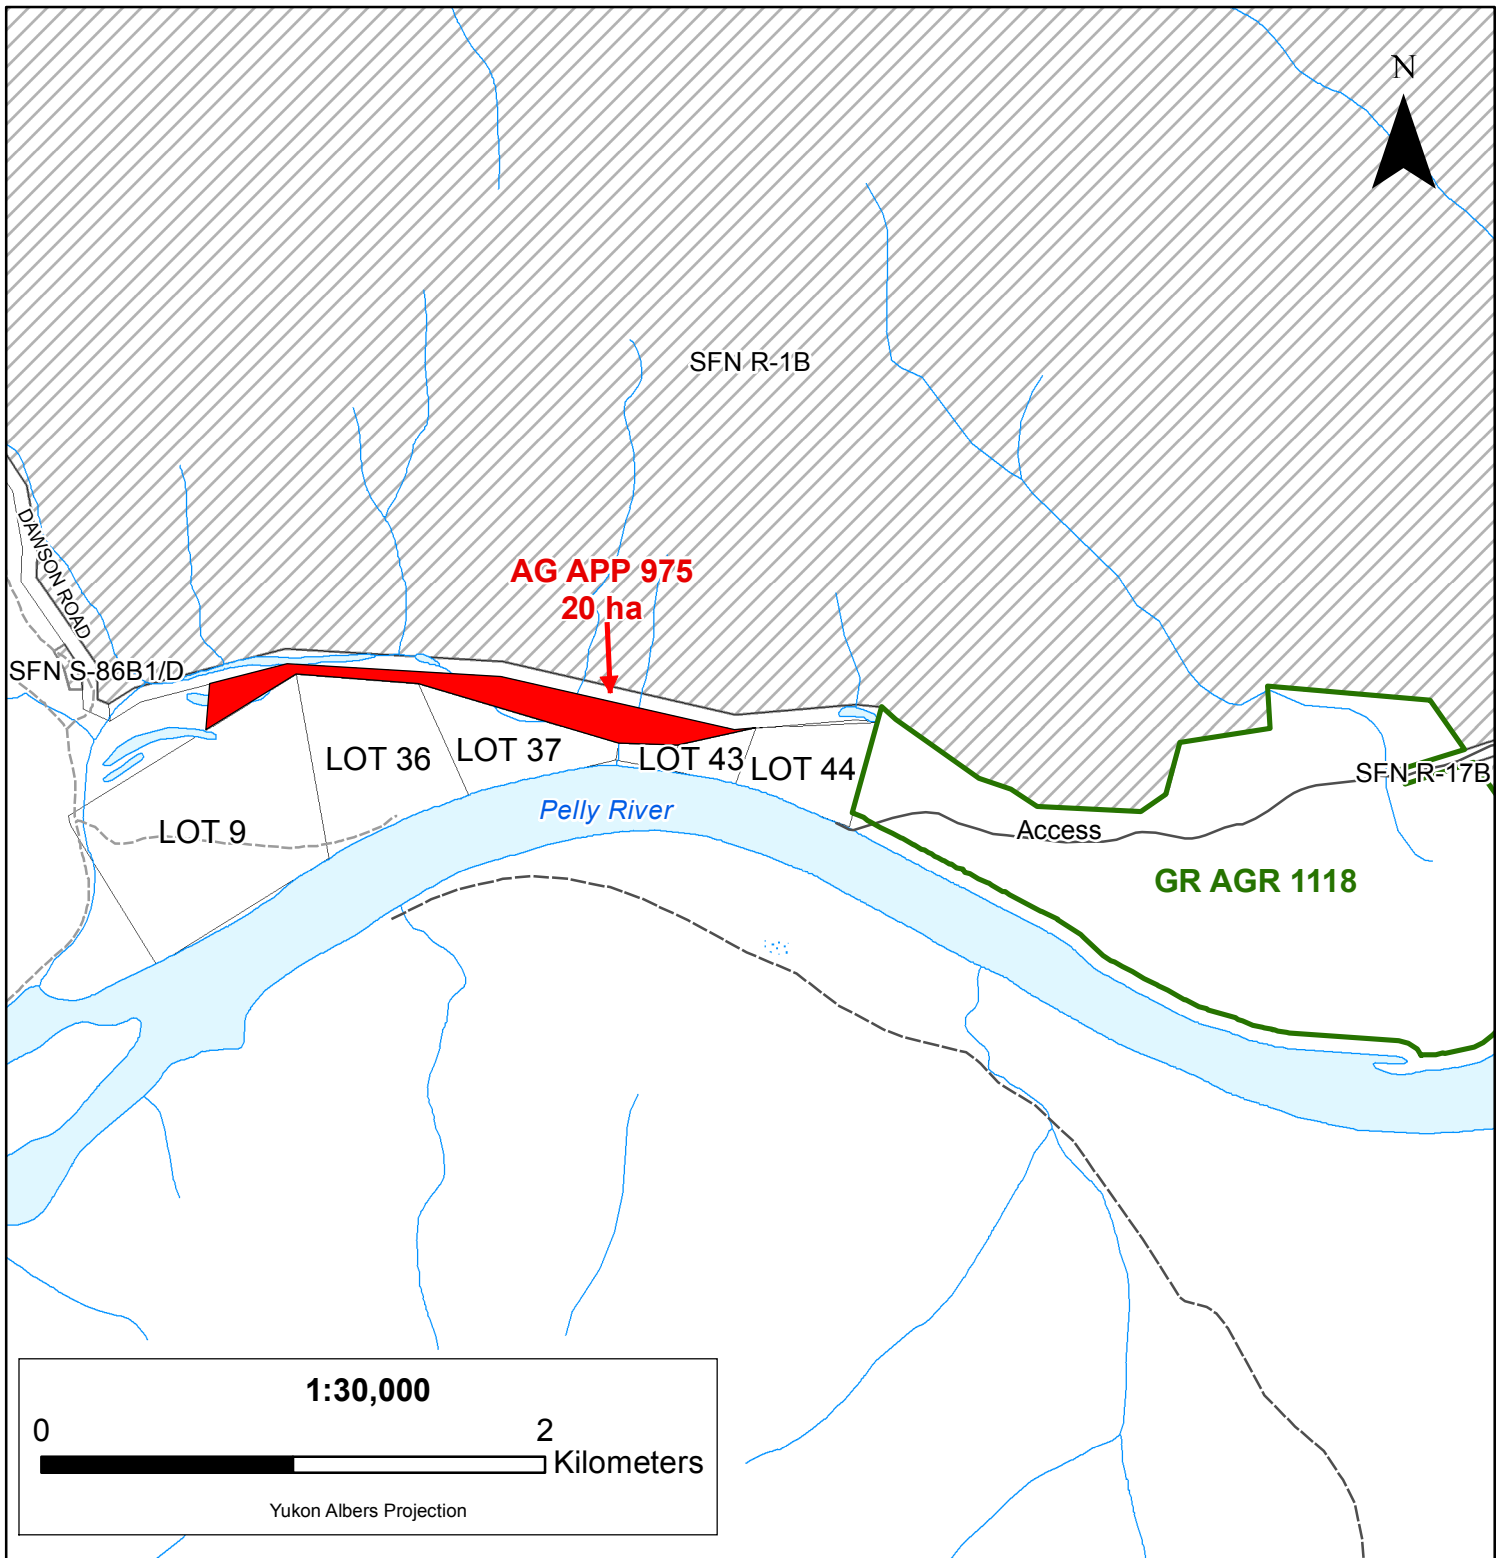 N
SFN R-1B
DAWSON ROAD
AG APP 975
20 ha
SFN S-86B1/D
LOT 36
LOT 37
LOT 43
LOT 44
SFN R-17B
Pelly River
LOT 9
Access
GR AGR 1118
1:30,000
0 2
Kilometers
Yukon Albers Projection